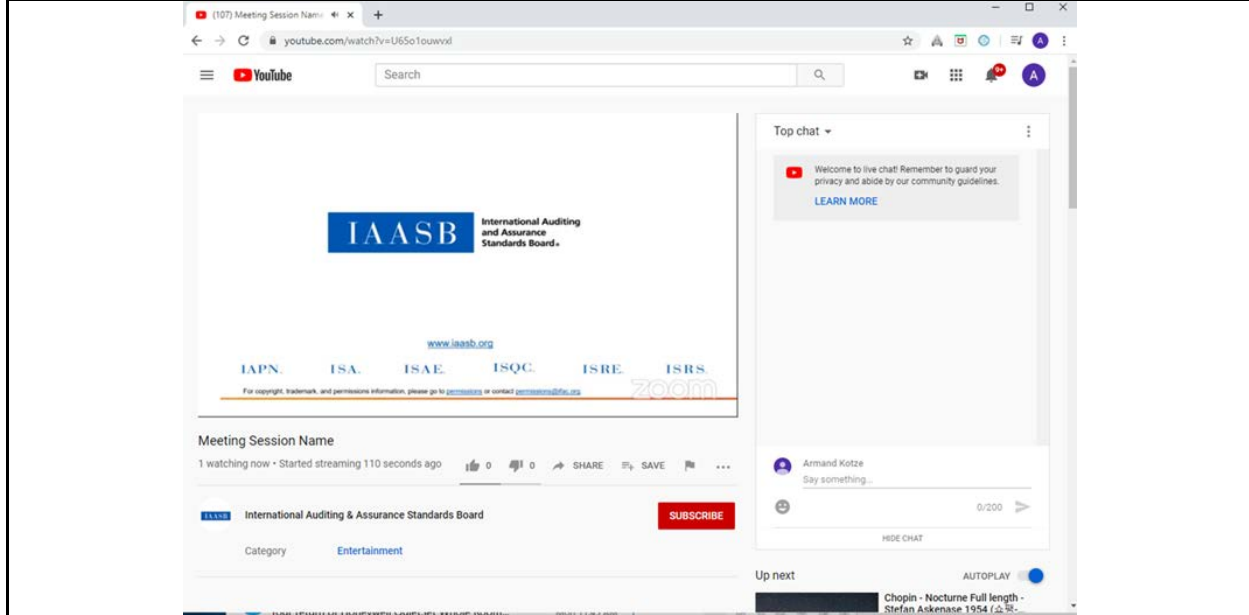 (107) Meeting Session Name
youtube.com/watch?v=U65o1ouwvxl
YouTube
Search
A
9+
A
IAASB
International Auditing
and Assurance
Standards Board
www.iaasb.org
IAPN. ISA. ISAE. ISQC. ISRE. ISRS.
For copyright, trademark, and permissions information, please go to permissions or contact permissions@ifac.org
zoom
Meeting Session Name
1 watching now • Started streaming 110 seconds ago
0 0 SHARE SAVE
IAASB
International Auditing & Assurance Standards Board
SUBSCRIBE
Category Entertainment
Top chat
Welcome to live chat! Remember to guard your
privacy and abide by our community guidelines.
LEARN MORE
Armand Kotze
Say something...
0/200
HIDE CHAT
Up next
AUTOPLAY
Chopin - Nocturne Full length -
Stefan Askenase 1954